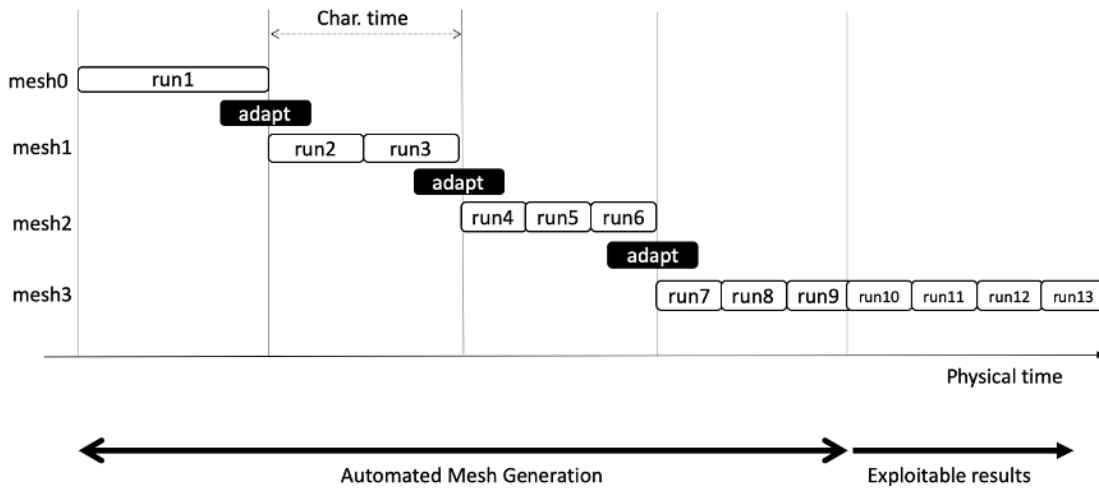 Char. time
mesh0
run1
adapt
mesh1
run2
run3
adapt
mesh2
run4
run5
run6
adapt
mesh3
run7
run8
run9
run10
run11
run12
run13
Physical time
Automated Mesh Generation
Exploitable results